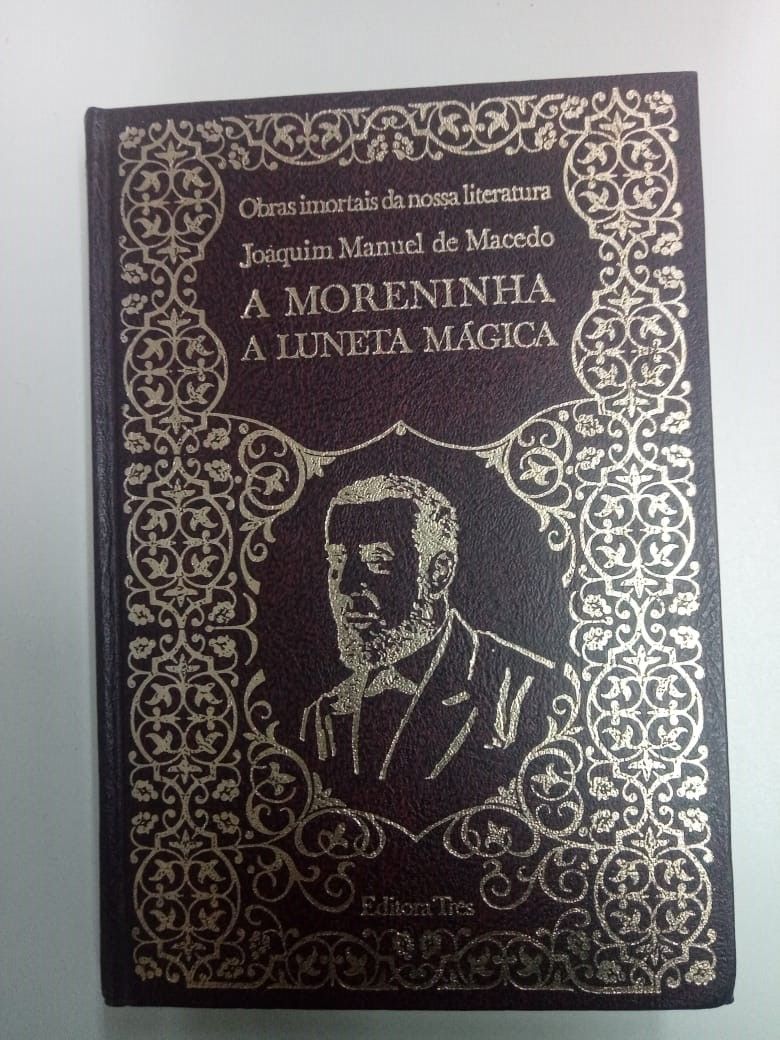 Obras imortais da nossa literatura
Joaquim Manuel de Macedo
A MORENINHA
A LUNETA MÁGICA
Editora Três